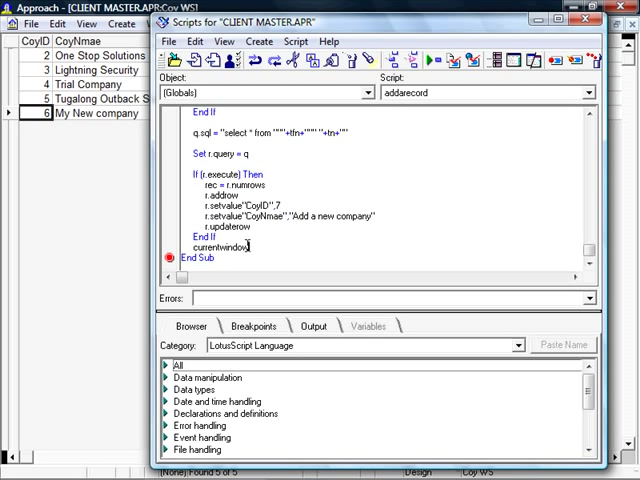 Approach - [CLIENT MASTER.APR:Coy WS]
File Edit View Create
CoyID CoyNmae
2 One Stop Solutions
3 Lightning Security
4 Trial Company
5 Tugalong Outback S
6 My New company
Scripts for "CLIENT MASTER.APR"
File Edit View Create Script Help
Object: Script:
(Globals) addarecord
End If
q.sql = "select * from """+tfn+""" "+tn+""
Set r.query = q
If (r.execute) Then
rec = r.numrows
r.addrow
r.setvalue"CoyID",7
r.setvalue"CoyNmae","Add a new company"
r.updaterow
End If
currentwindow
End Sub
Errors:
Browser Breakpoints Output Variables
Category: LotusScript Language Paste Name
All
Data manipulation
Data types
Date and time handling
Declarations and definitions
Error handling
Event handling
File handling
(None) Found 5 of 5 Design Coy WS